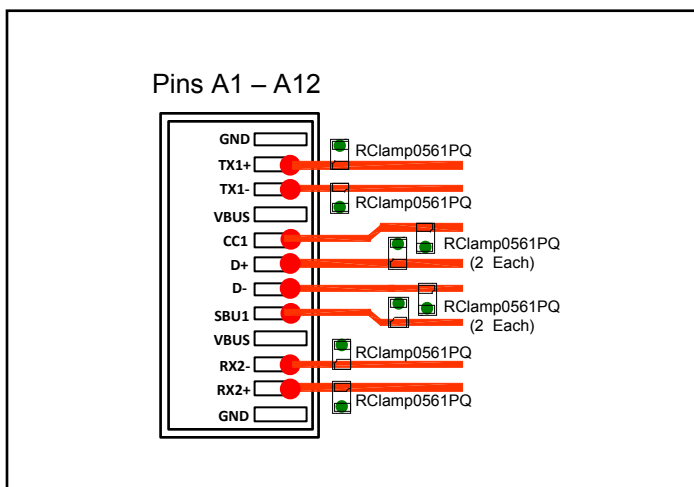 Pins A1 – A12
GND
RClamp0561PQ
TX1+
TX1-
RClamp0561PQ
VBUS
CC1
RClamp0561PQ
(2 Each)
D+
D-
RClamp0561PQ
(2 Each)
SBU1
VBUS
RClamp0561PQ
RX2-
RX2+
RClamp0561PQ
GND